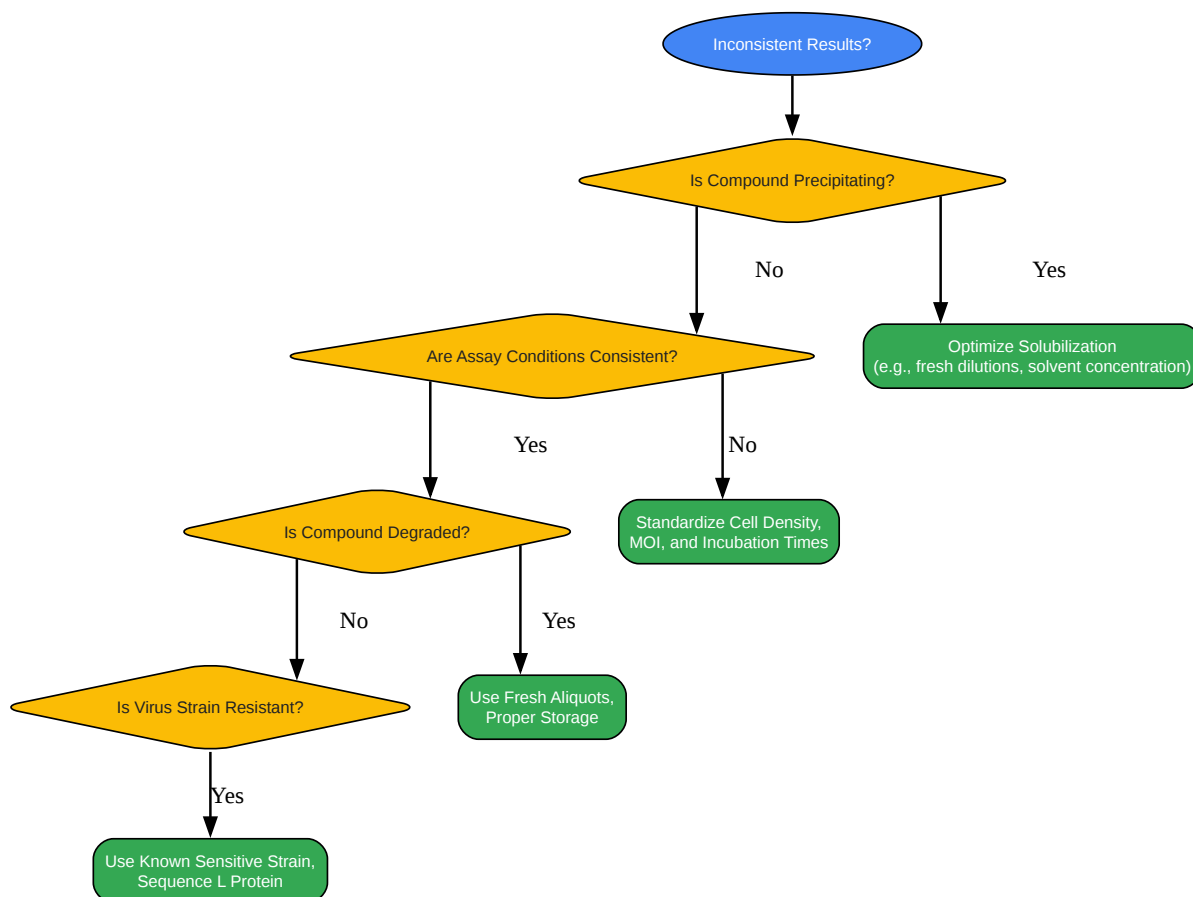 Inconsistent Results?
Is Compound Precipitating?
No
Yes
Are Assay Conditions Consistent?
Optimize Solubilization
(e.g., fresh dilutions, solvent concentration)
Yes
No
Is Compound Degraded?
Standardize Cell Density,
MOI, and Incubation Times
No
Yes
Is Virus Strain Resistant?
Use Fresh Aliquots,
Proper Storage
Yes
Use Known Sensitive Strain,
Sequence L Protein